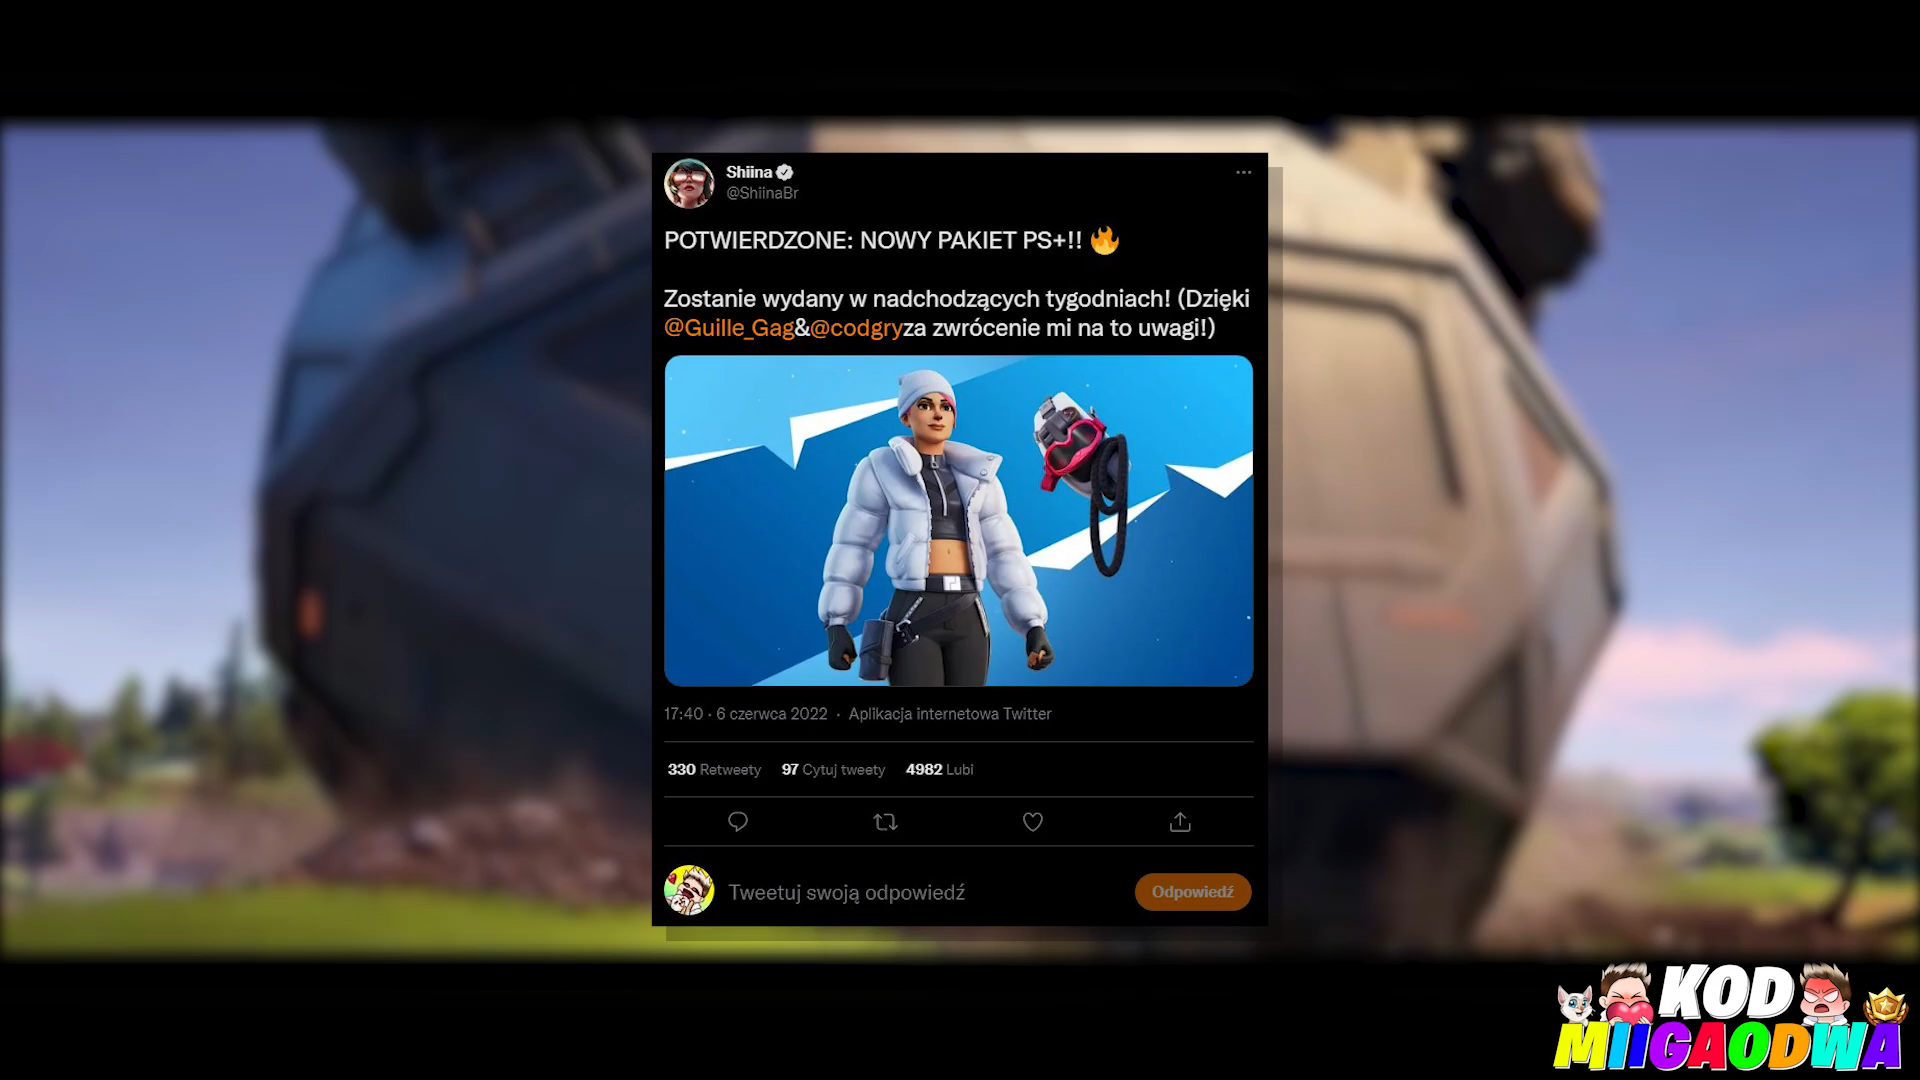 Shiina
@ShiinaBr
POTWIERDZONE: NOWY PAKIET PS+!! 🔥
Zostanie wydany w nadchodzących tygodniach! (Dzięki
@Guille_Gag&@codgryza zwrócenie mi na to uwagi!)
17:40 · 6 czerwca 2022 · Aplikacja internetowa Twitter
330 Retweety 97 Cytuj tweety 4982 Lubi
Tweetuj swoją odpowiedź
Odpowiedź
KOD
MIIGAODWA